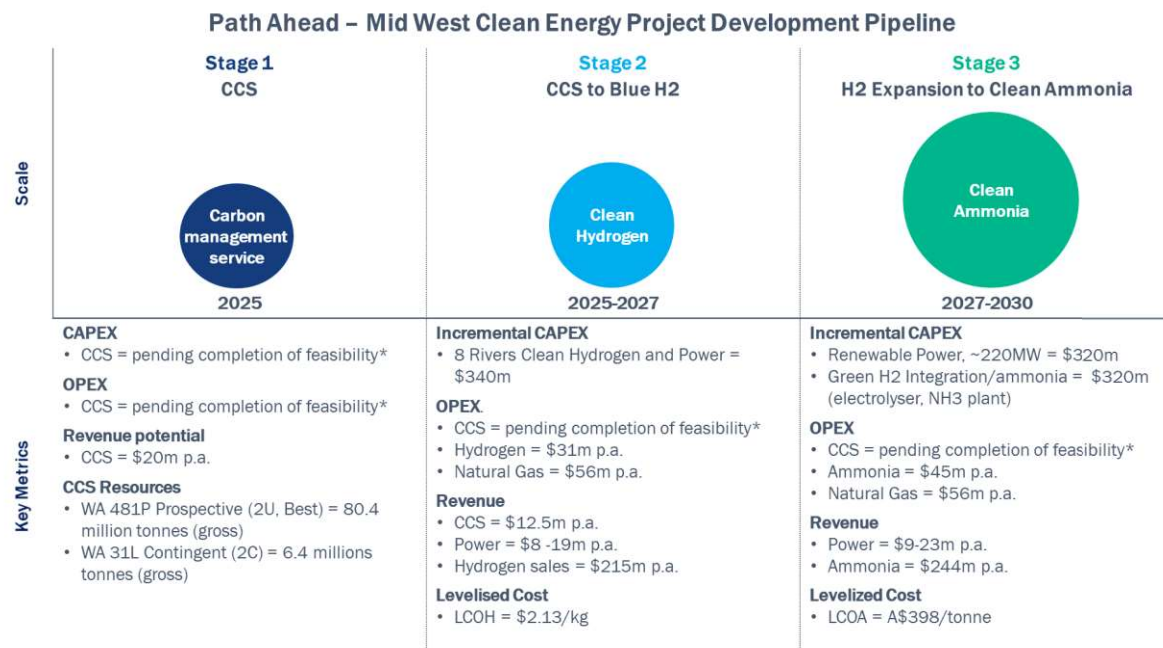 Path Ahead – Mid West Clean Energy Project Development Pipeline
Stage 1
CCS
Stage 2
CCS to Blue H2
Stage 3
H2 Expansion to Clean Ammonia
Scale
Carbon
management
service
Clean
Hydrogen
Clean
Ammonia
2025
2025-2027
2027-2030
Key Metrics
CAPEX
• CCS = pending completion of feasibility*
OPEX
• CCS = pending completion of feasibility*
Revenue potential
• CCS = $20m p.a.
CCS Resources
• WA 481P Prospective (2U, Best) = 80.4
million tonnes (gross)
• WA 31L Contingent (2C) = 6.4 millions
tonnes (gross)
Incremental CAPEX
• 8 Rivers Clean Hydrogen and Power =
$340m
OPEX.
• CCS = pending completion of feasibility*
• Hydrogen = $31m p.a.
• Natural Gas = $56m p.a.
Revenue
• CCS = $12.5m p.a.
• Power = $8 -19m p.a.
• Hydrogen sales = $215m p.a.
Levelised Cost
• LCOH = $2.13/kg
Incremental CAPEX
• Renewable Power, ~220MW = $320m
• Green H2 Integration/ammonia = $320m
(electrolyser, NH3 plant)
OPEX
• CCS = pending completion of feasibility*
• Ammonia = $45m p.a.
• Natural Gas = $56m p.a.
Revenue
• Power = $9-23m p.a.
• Ammonia = $244m p.a.
Levelized Cost
• LCOA = A$398/tonne